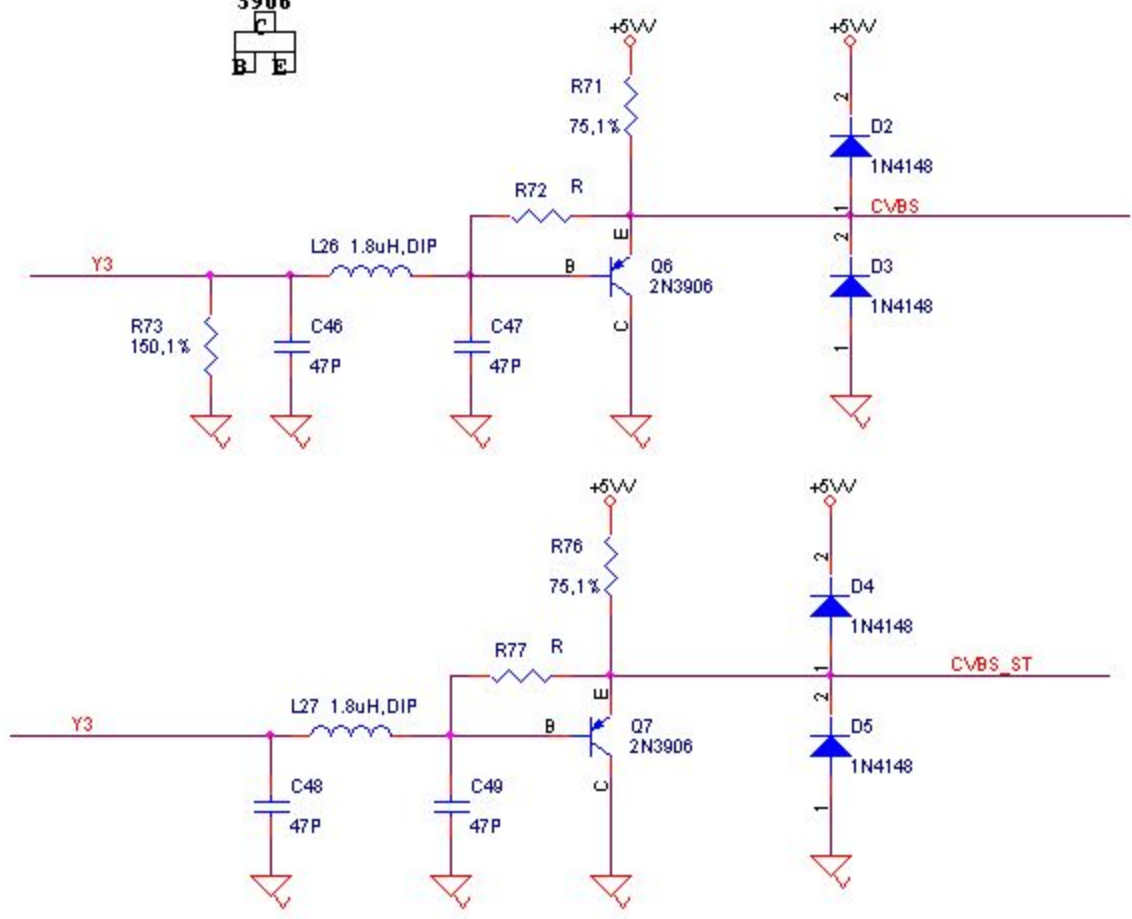 3906
C
B E
+5VV
+5VV
R71
75,1%
2
D2
1N4148
R72 R
1
CVBS
L26 1.8uH,DIP
E
2
Y3
B
Q6
2N3906
D3
1N4148
R73
150,1%
C46
47P
C47
47P
C
1
V
V
V
V
V
+5VV
+5VV
R76
75,1%
2
D4
1N4148
R77 R
1
CVBS_ST
L27 1.8uH,DIP
E
2
Y3
B
Q7
2N3906
D5
1N4148
C48
47P
C49
47P
C
1
V
V
V
V